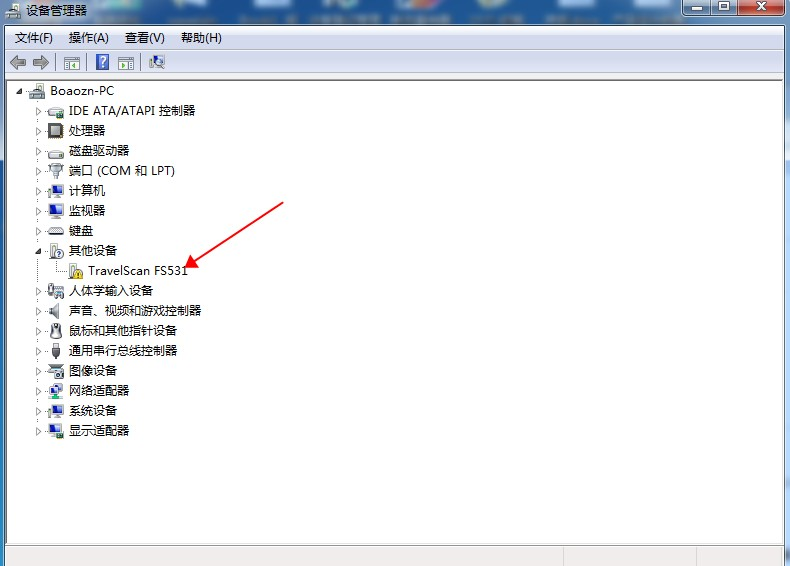 设备管理器
文件(F) 操作(A) 查看(V) 帮助(H)
Boaozn-PC
IDE ATA/ATAPI 控制器
处理器
磁盘驱动器
端口 (COM 和 LPT)
计算机
监视器
键盘
其他设备
TravelScan FS531
人体学输入设备
声音、视频和游戏控制器
鼠标和其他指针设备
通用串行总线控制器
图像设备
网络适配器
系统设备
显示适配器